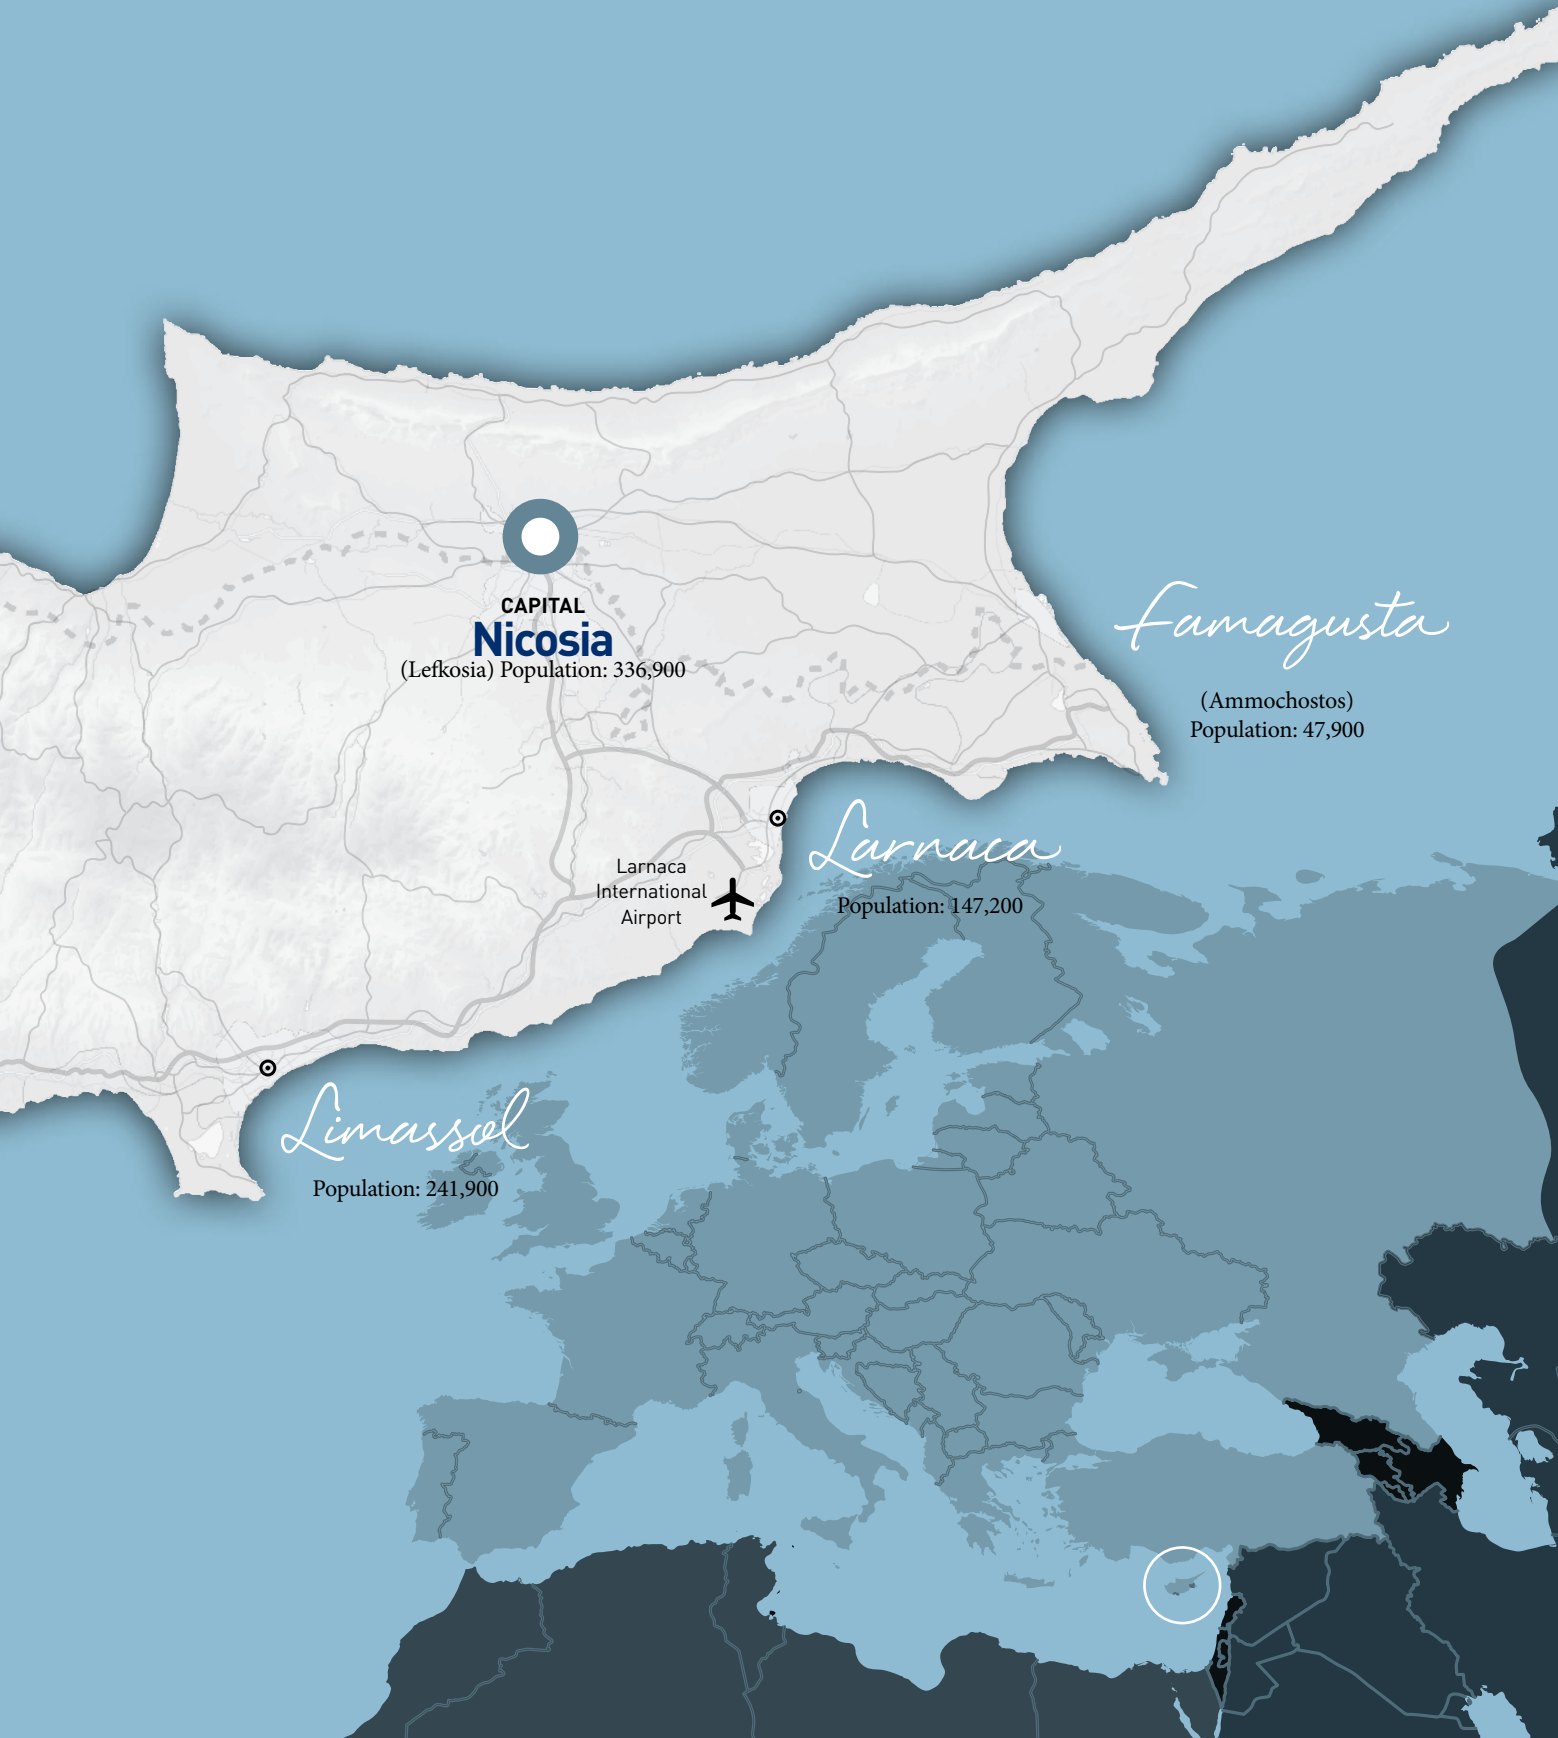 CAPITAL
Nicosia
(Lefkosia) Population: 336,900
Famagusta
(Ammochostos)
Population: 47,900
Larnaca
Population: 147,200
Larnaca
International
Airport
Limassol
Population: 241,900